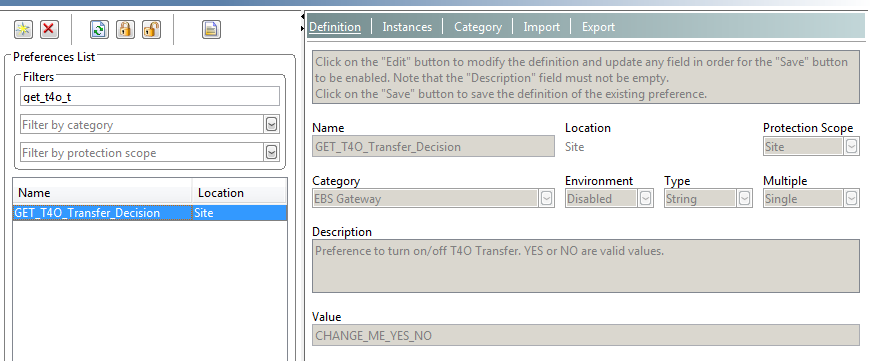 Preferences List
Filters
get_t4o_t
Filter by category
Filter by protection scope
Name Location
GET_T4O_Transfer_Decision Site
Definition Instances Category Import Export
Click on the "Edit" button to modify the definition and update any field in order for the "Save" button
to be enabled. Note that the "Description" field must not be empty.
Click on the "Save" button to save the definition of the existing preference.
Name Location Protection Scope
GET_T4O_Transfer_Decision Site Site
Category Environment Type Multiple
EBS Gateway Disabled String Single
Description
Preference to turn on/off T4O Transfer. YES or NO are valid values.
Value
CHANGE_ME_YES_NO